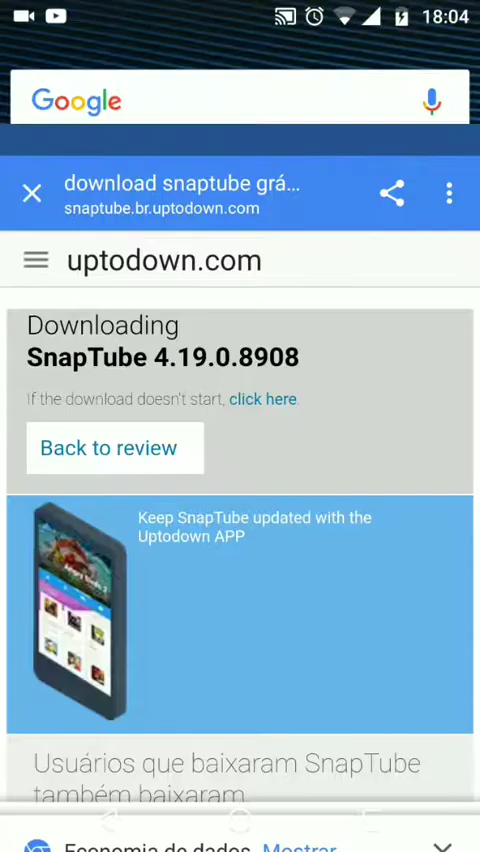 18:04
Google
download snaptube grá...
snaptube.br.uptodown.com
uptodown.com
Downloading
SnapTube 4.19.0.8908
If the download doesn't start, click here.
Back to review
Keep SnapTube updated with the
Uptodown APP
Usuários que baixaram SnapTube
também baixaram
Economia de dados Mostrar